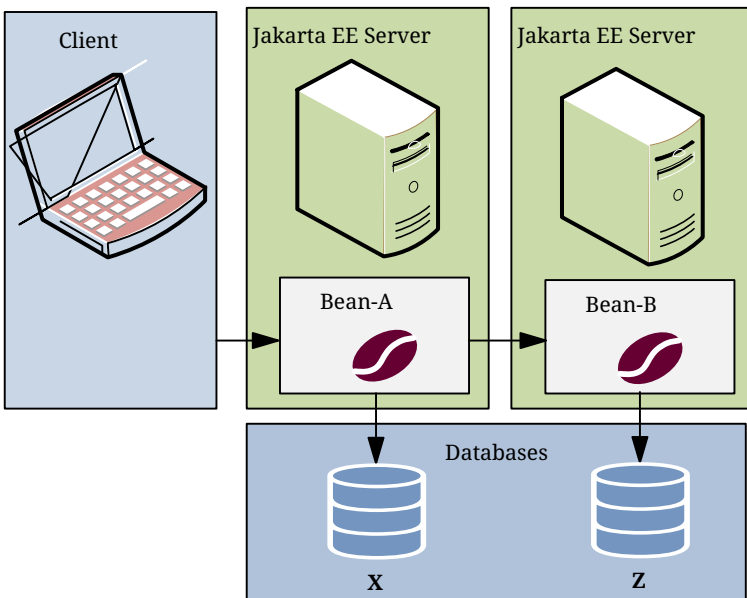 Client
Jakarta EE Server
Jakarta EE Server
Bean-A
Bean-B
Databases
X
Z